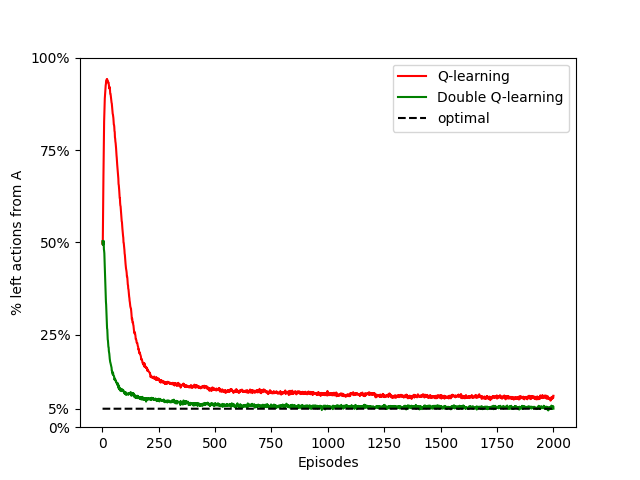 100%
75%
50%
25%
5%
0%
% left actions from A
Q-learning
Double Q-learning
optimal
0 250 500 750 1000 1250 1500 1750 2000
Episodes